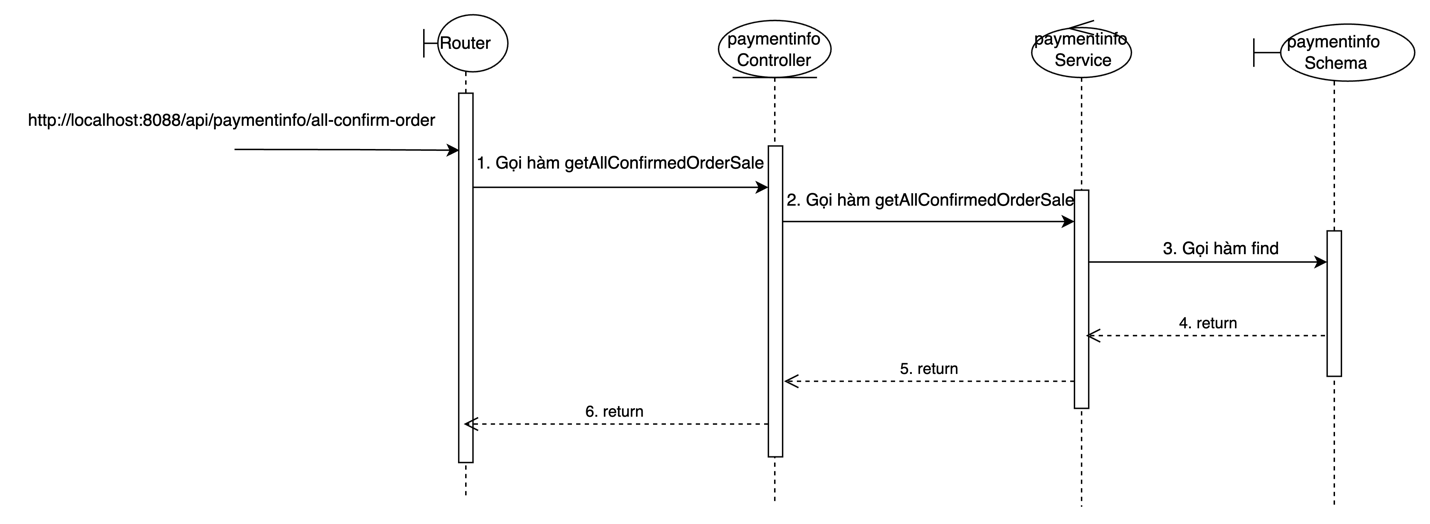 Router
paymentinfo
Controller
paymentinfo
Service
paymentinfo
Schema
http://localhost:8088/api/paymentinfo/all-confirm-order
1. Gọi hàm getAllConfirmedOrderSale
2. Gọi hàm getAllConfirmedOrderSale
3. Gọi hàm find
4. return
5. return
6. return